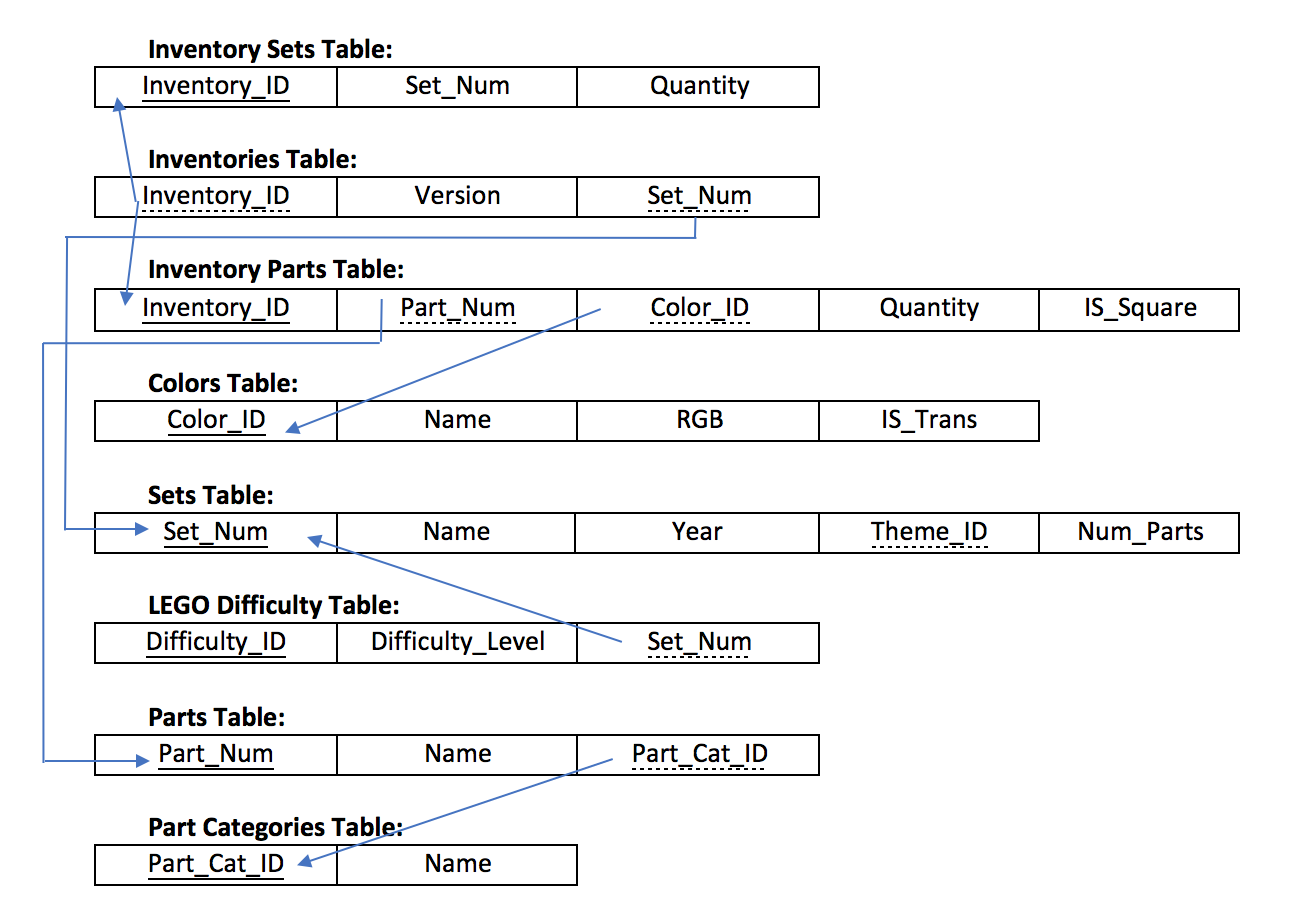 Inventory Sets Table:
Inventory_ID Set_Num Quantity
Inventories Table:
Inventory_ID Version Set_Num
Inventory Parts Table:
Inventory_ID Part_Num Color_ID Quantity IS_Square
Colors Table:
Color_ID Name RGB IS_Trans
Sets Table:
Set_Num Name Year Theme_ID Num_Parts
LEGO Difficulty Table:
Difficulty_ID Difficulty_Level Set_Num
Parts Table:
Part_Num Name Part_Cat_ID
Part Categories Table:
Part_Cat_ID Name